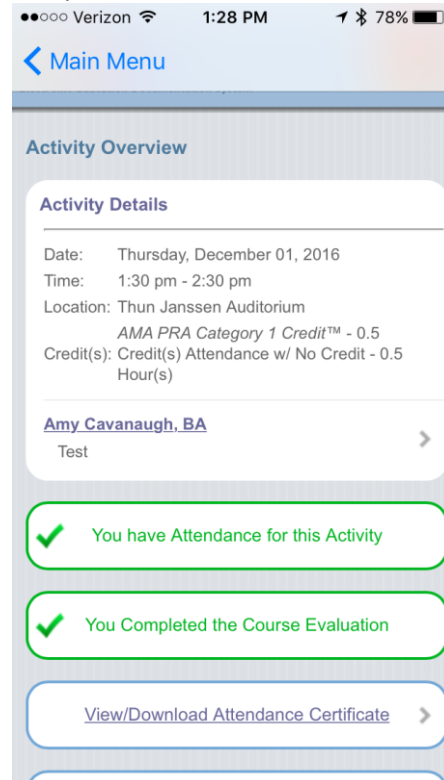 Verizon 1:28 PM 78%
Main Menu
Activity Overview
Activity Details
Date: Thursday, December 01, 2016
Time: 1:30 pm - 2:30 pm
Location: Thun Janssen Auditorium
AMA PRA Category 1 Credit™ - 0.5
Credit(s): Credit(s) Attendance w/ No Credit - 0.5
Hour(s)
Amy Cavanaugh, BA
Test
You have Attendance for this Activity
You Completed the Course Evaluation
View/Download Attendance Certificate